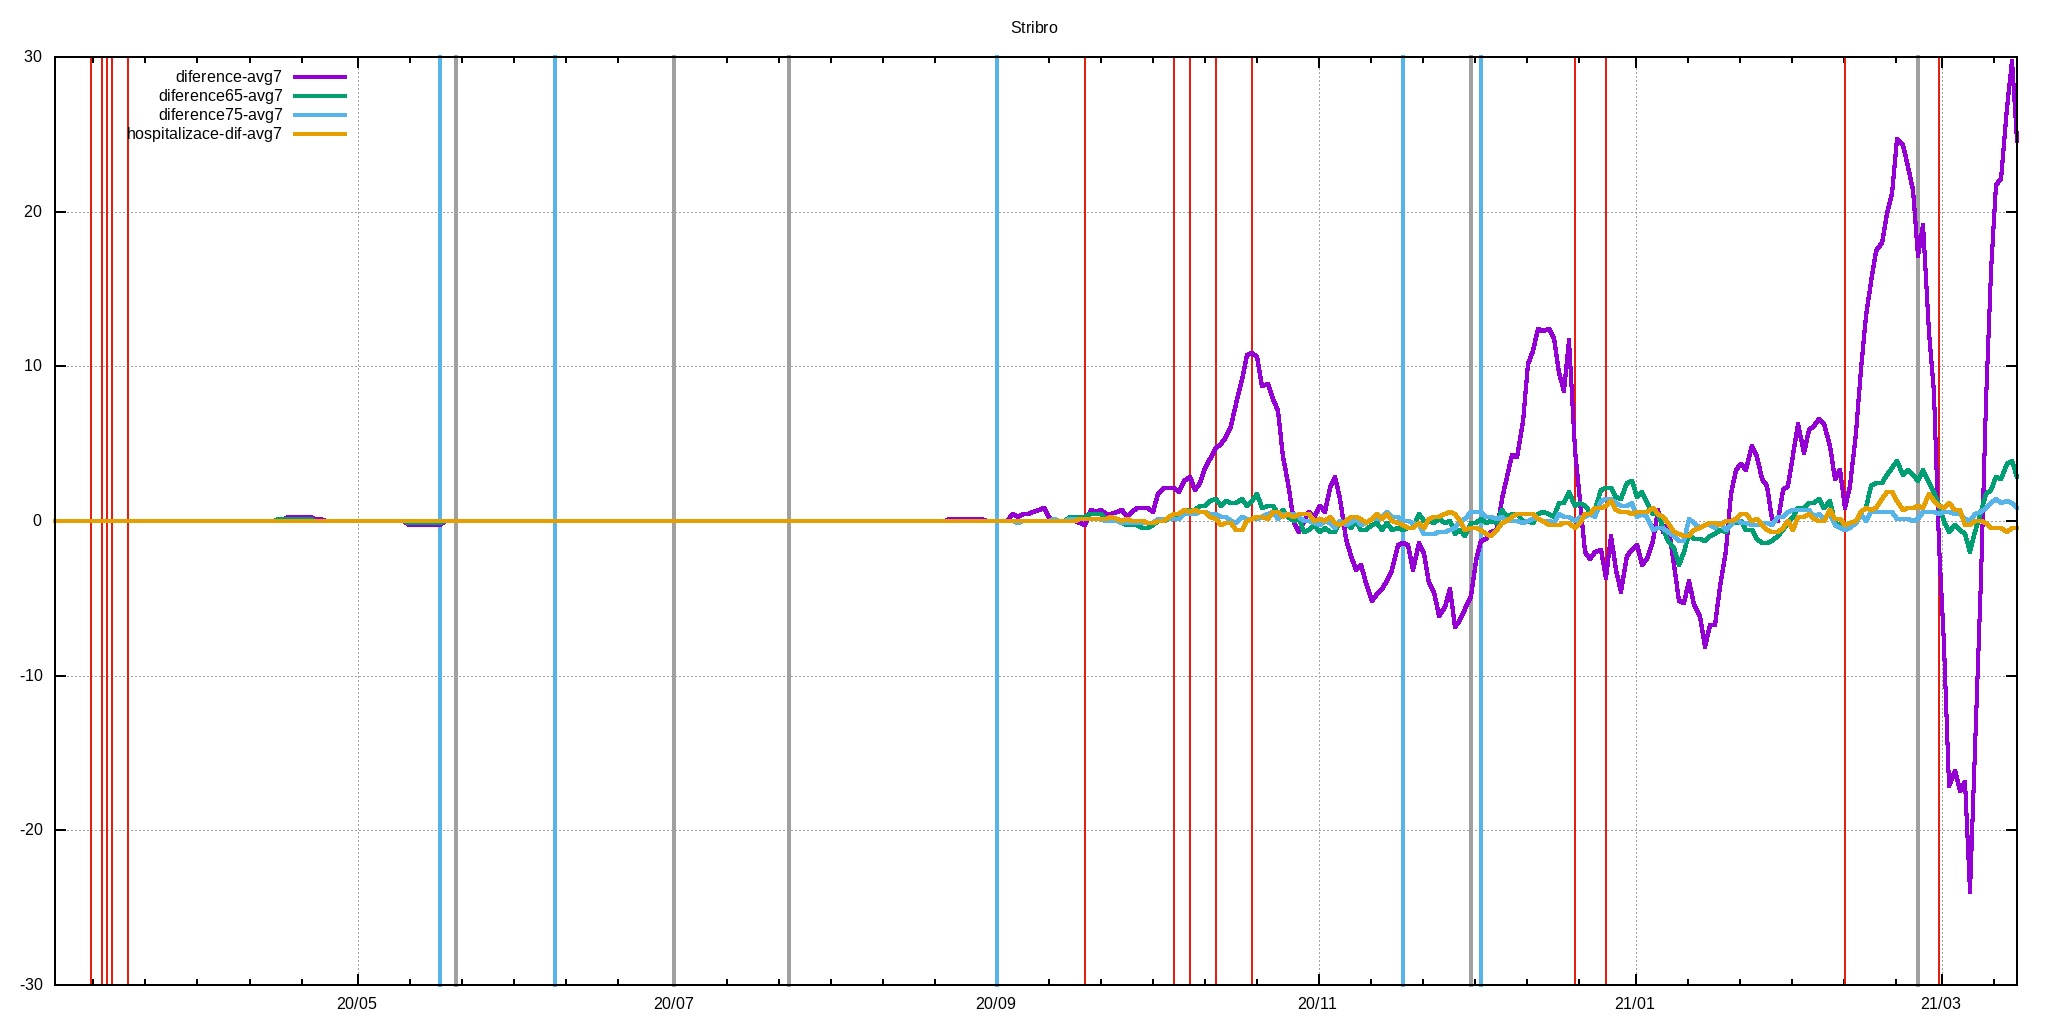 Stribro
30
diference-avg7
diference65-avg7
diference75-avg7
hospitalizace-dif-avg7
20
10
0
-10
-20
-30
20/05 20/07 20/09 20/11 21/01 21/03